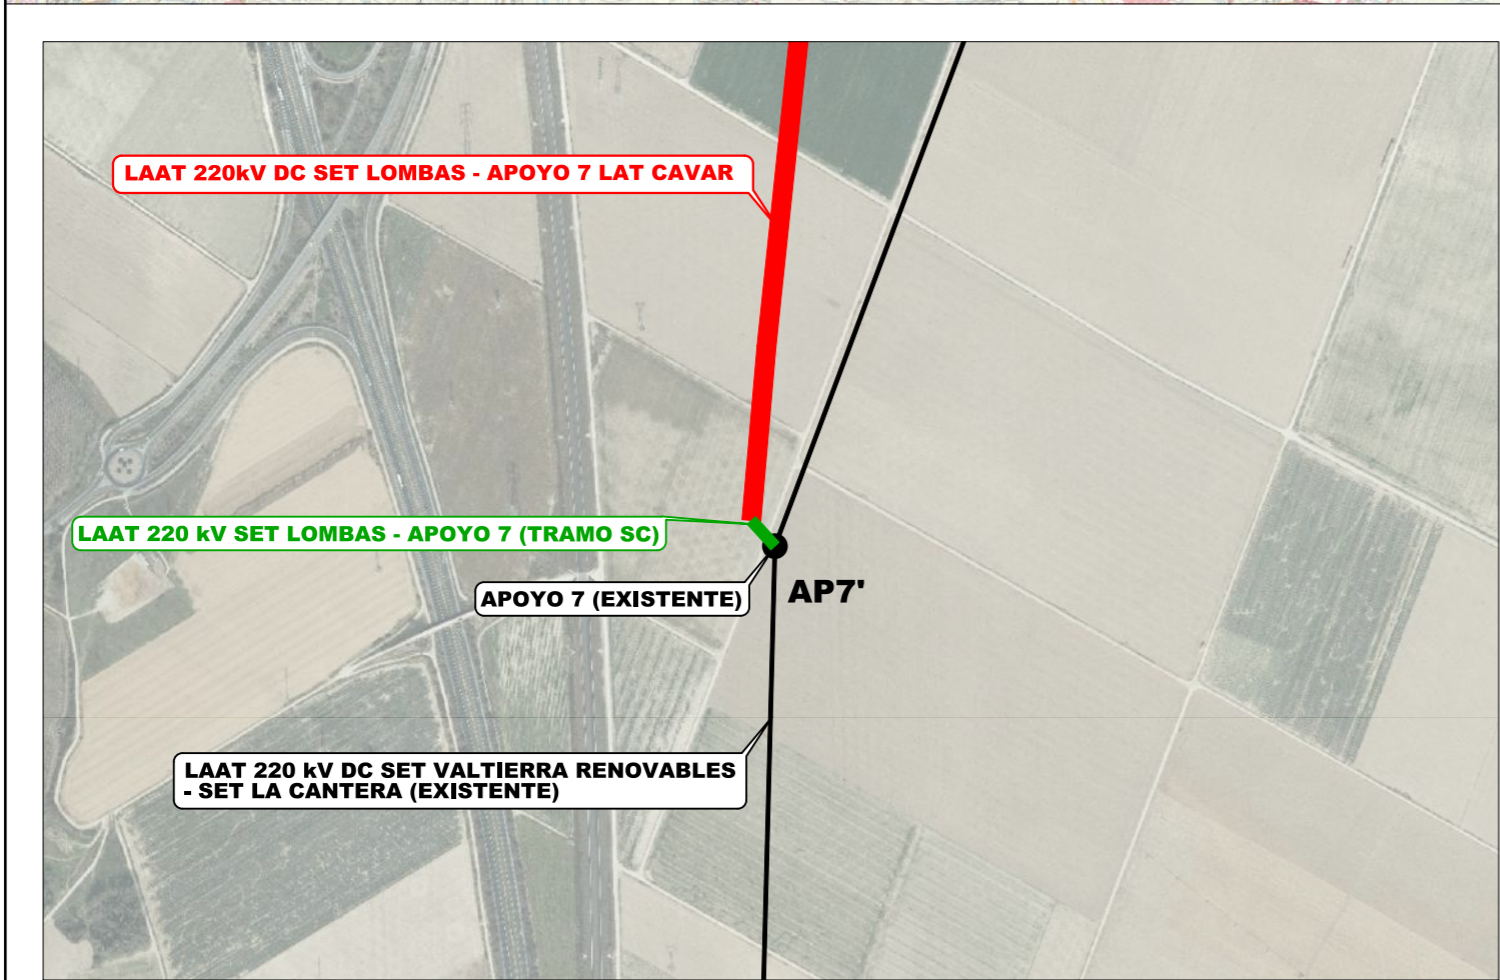 LAAT 220kV DC SET LOMBAS - APOYO 7 LAT CAVAR
LAAT 220 kV SET LOMBAS - APOYO 7 (TRAMO SC)
APOYO 7 (EXISTENTE)
AP7'
LAAT 220 kV DC SET VALTIERRA RENOVABLES
- SET LA CANTERA (EXISTENTE)